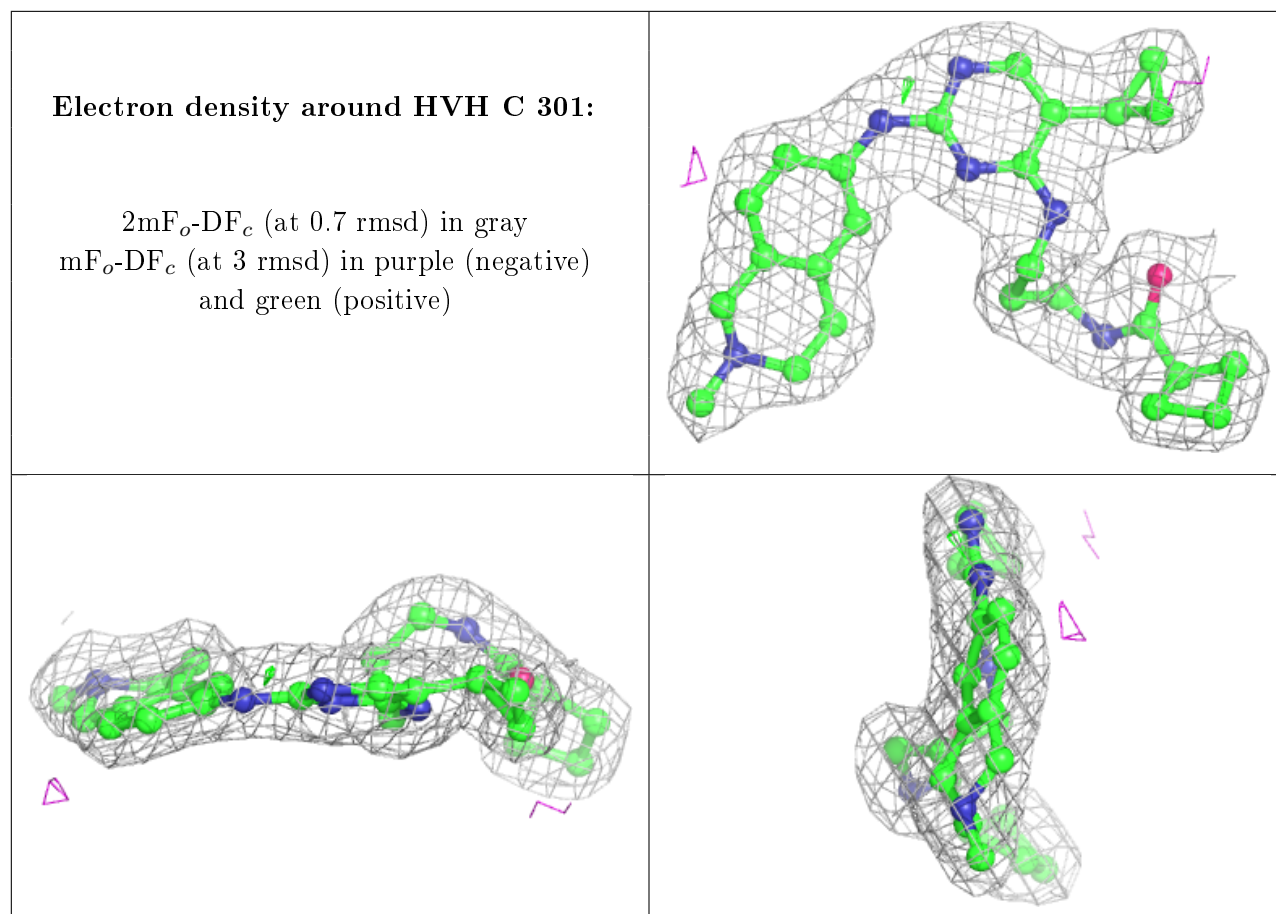 Electron density around HVH C 301:
2mFo-DFc (at 0.7 rmsd) in gray
mFo-DFc (at 3 rmsd) in purple (negative)
and green (positive)